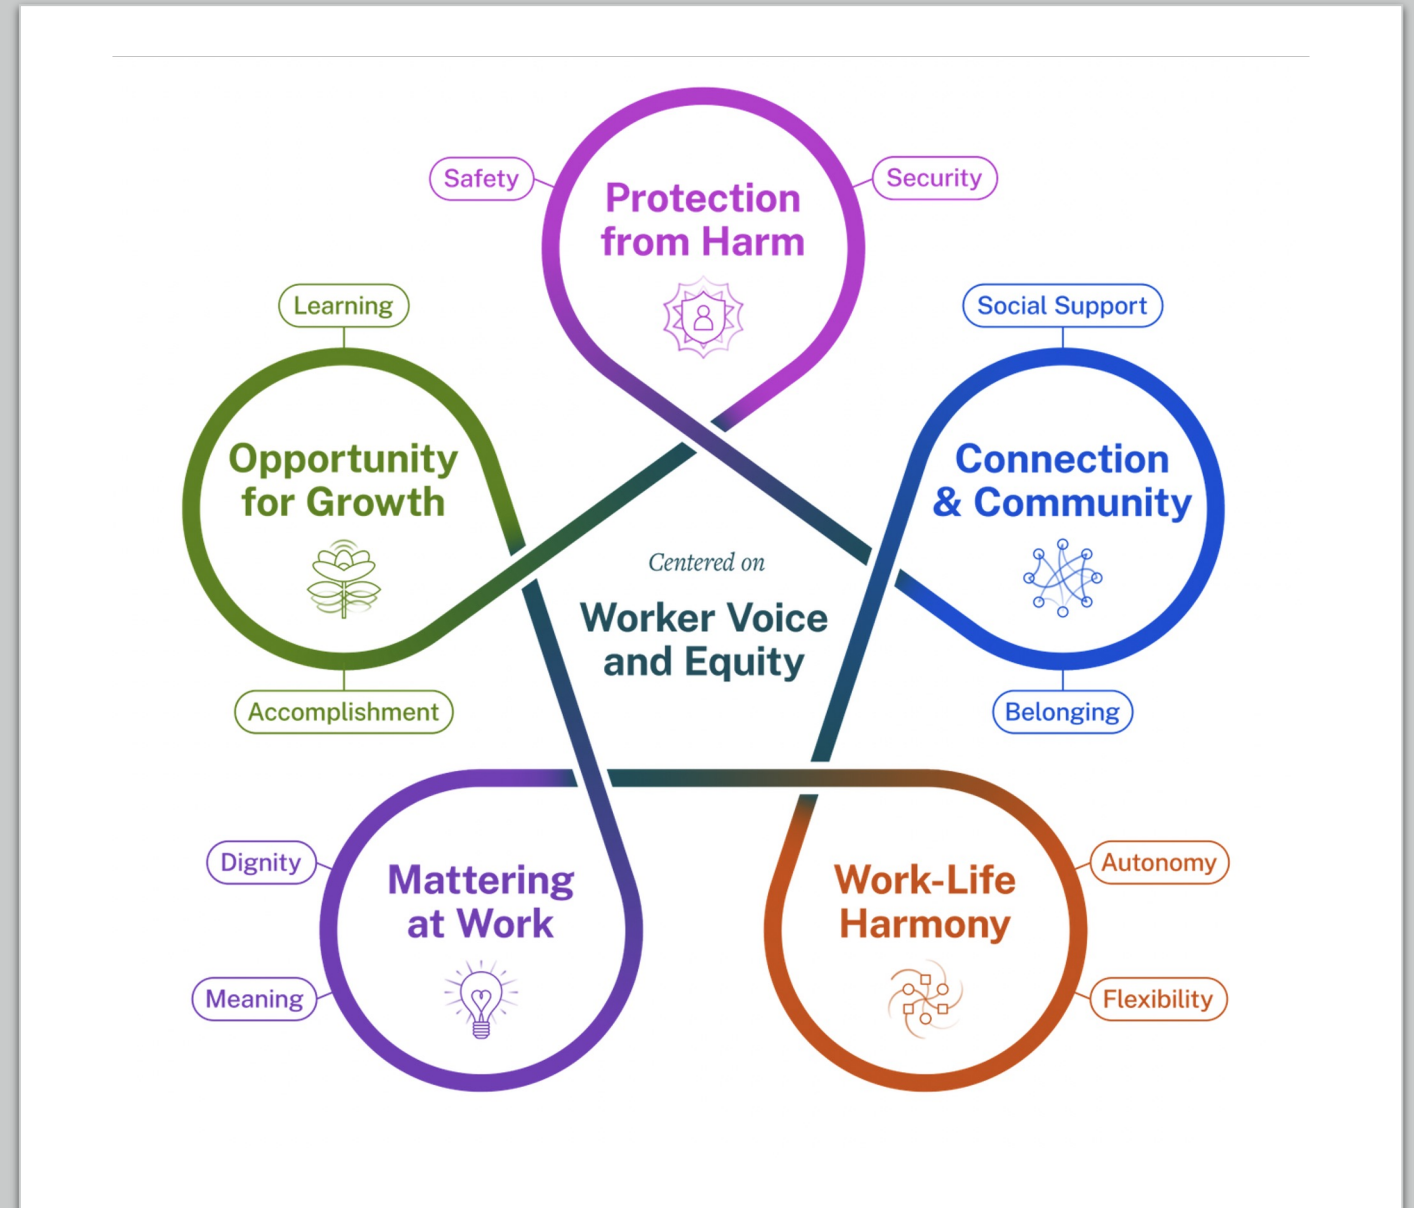 Safety
Protection
from Harm
Security
Learning
Opportunity
for Growth
Accomplishment
Social Support
Connection
& Community
Belonging
Centered on
Worker Voice
and Equity
Dignity
Mattering
at Work
Meaning
Work-Life
Harmony
Autonomy
Flexibility